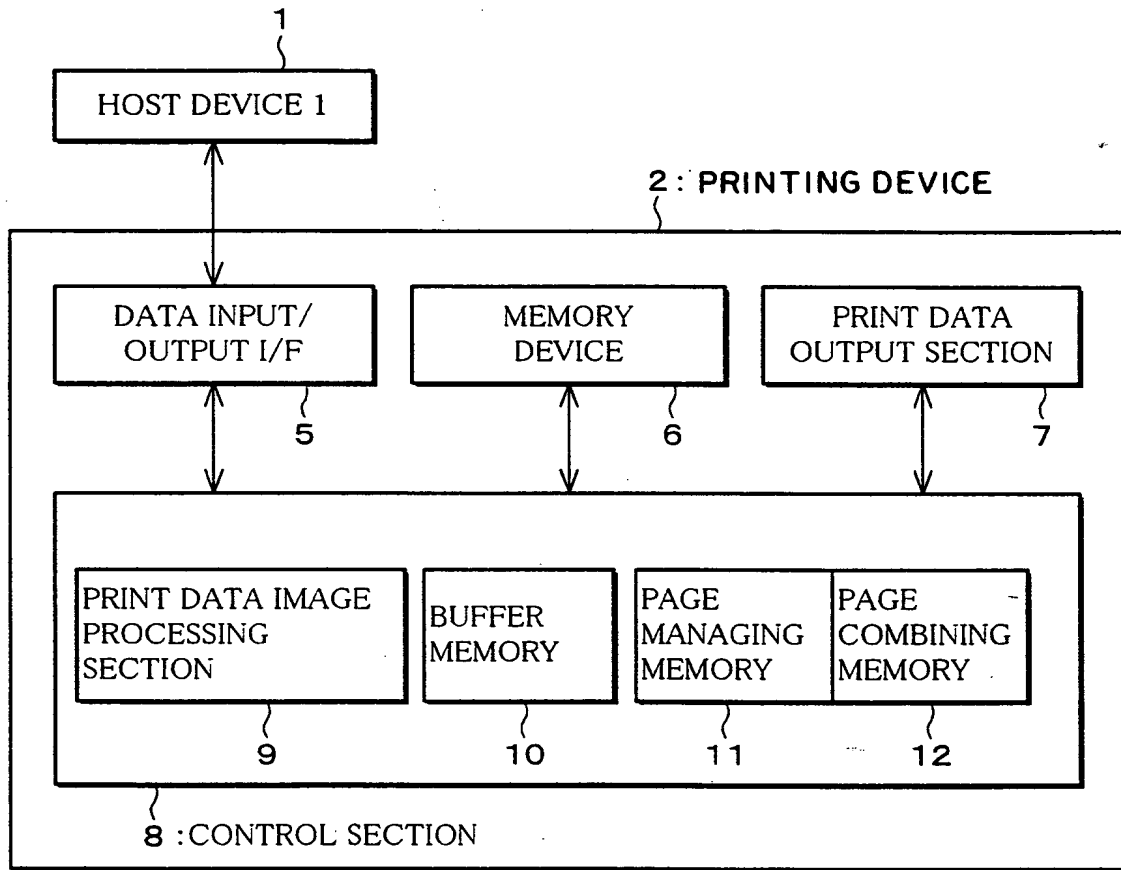 1
HOST DEVICE 1
2 : PRINTING DEVICE
DATA INPUT/
OUTPUT I/F
MEMORY
DEVICE
PRINT DATA
OUTPUT SECTION
5
6
7
PRINT DATA IMAGE
PROCESSING
SECTION
BUFFER
MEMORY
PAGE
MANAGING
MEMORY
PAGE
COMBINING
MEMORY
9
10
11
12
8 : CONTROL SECTION